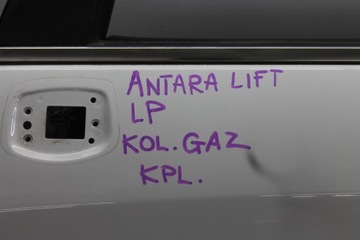 ANTARA LIFT
LP
KOL. GAZ
KPL.